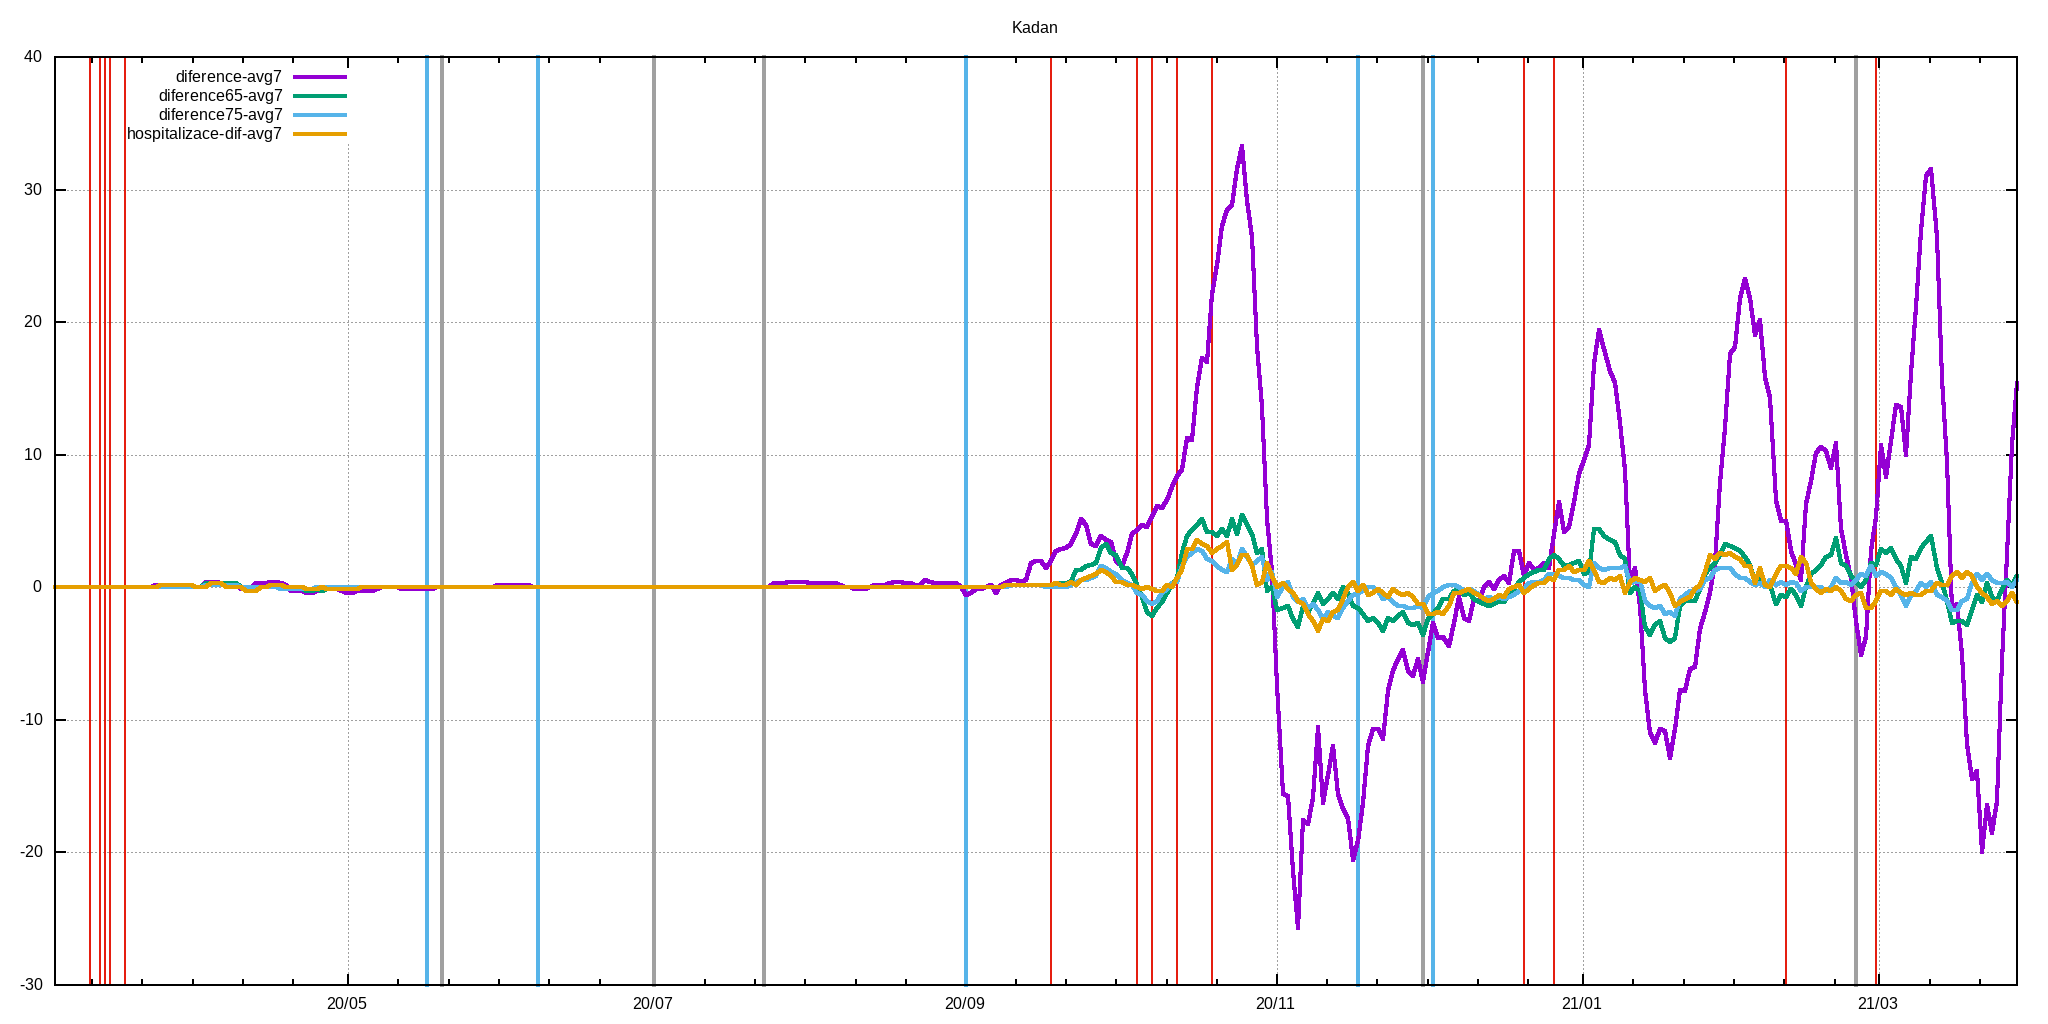 Kadan
40
diference-avg7
diference65-avg7
diference75-avg7
hospitalizace-dif-avg7
30
20
10
0
-10
-20
-30
20/05 20/07 20/09 20/11 21/01 21/03